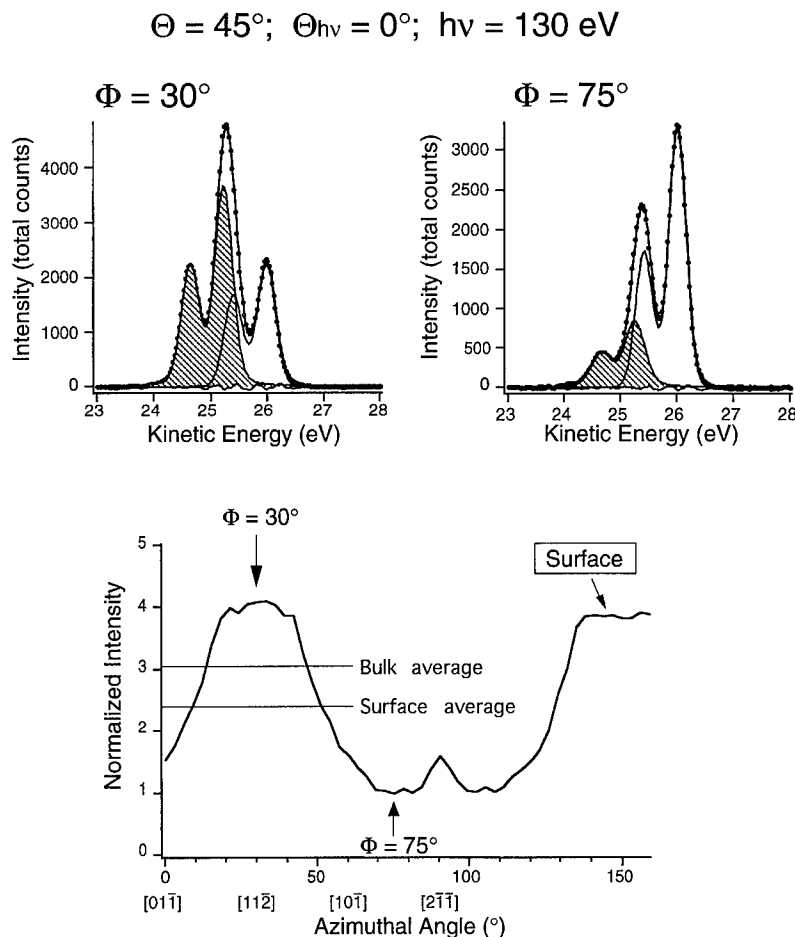 Θ = 45°; Θhν = 0°; hν = 130 eV
Φ = 30°
Φ = 75°
Intensity (total counts)
4000
3000
2000
1000
0
23 24 25 26 27 28
Kinetic Energy (eV)
Intensity (total counts)
3000
2500
2000
1500
1000
500
0
23 24 25 26 27 28
Kinetic Energy (eV)
Φ = 30°
Surface
Normalized Intensity
5
4
3
2
1
0
Bulk average
Surface average
Φ = 75°
0 50 100 150
[011̅] [112̅] [101̅] [21̅1̅]
Azimuthal Angle (°)